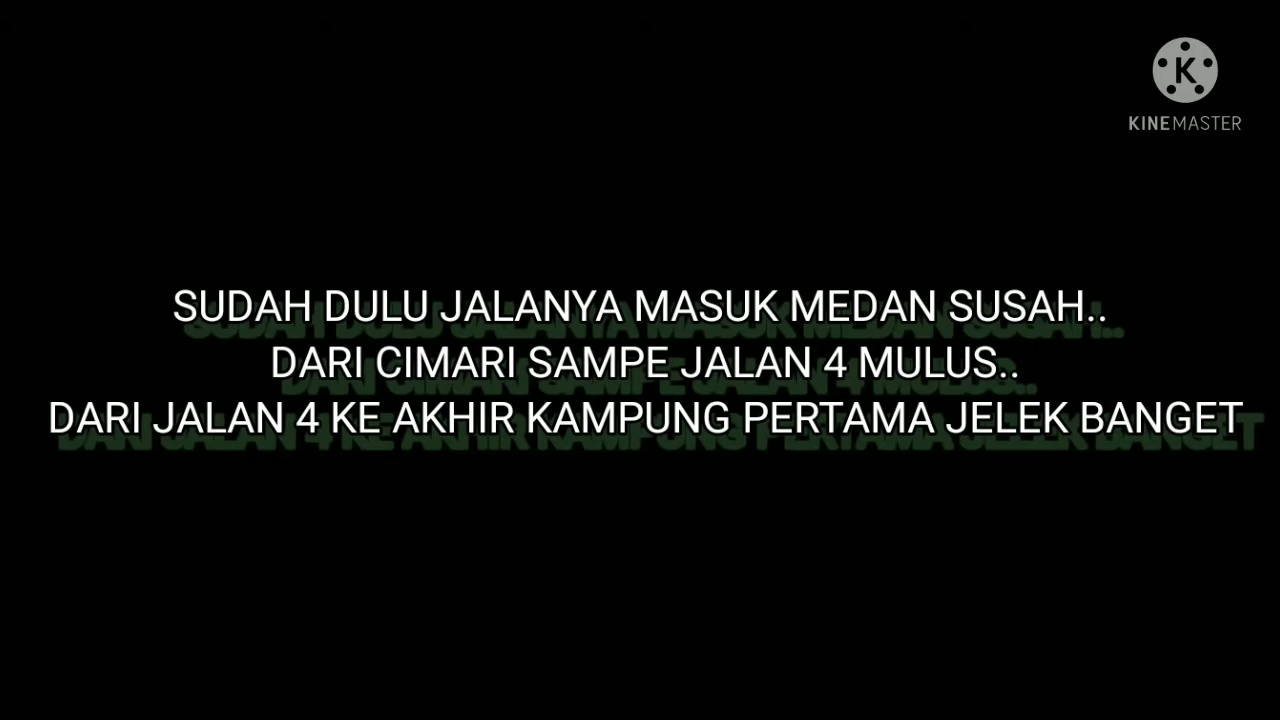 K
KINEMASTER
SUDAH DULU JALANYA MASUK MEDAN SUSAH..
DARI CIMARI SAMPE JALAN 4 MULUS..
DARI JALAN 4 KE AKHIR KAMPUNG PERTAMA JELEK BANGET